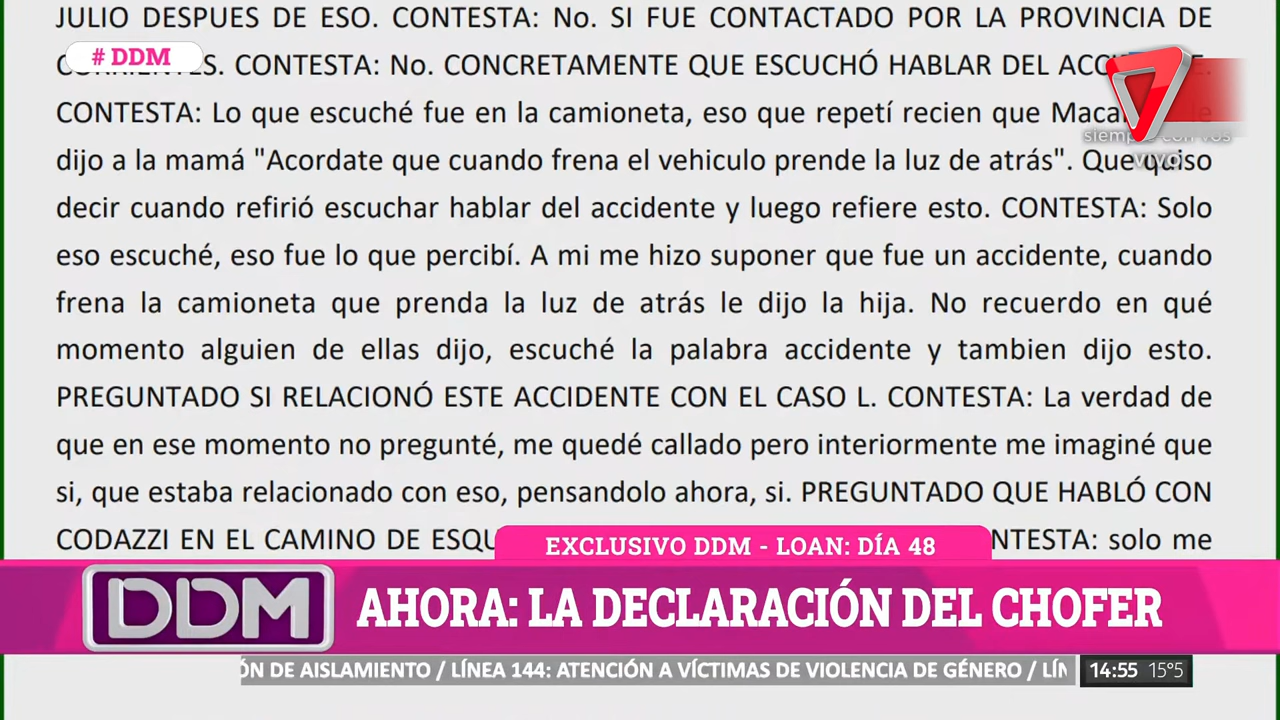 JULIO DESPUES DE ESO. CONTESTA: No. SI FUE CONTACTADO POR LA PROVINCIA DE
# DDM
CONTESTA: No. CONCRETAMENTE QUE ESCUCHÓ HABLAR DEL
CONTESTA: Lo que escuché fue en la camioneta, eso que repetí recien que
siempre con vos
vivo
dijo a la mamá "Acordate que cuando frena el vehiculo prende la luz de atrás". Que quiso
decir cuando refirió escuchar hablar del accidente y luego refiere esto. CONTESTA: Solo
eso escuché, eso fue lo que percibí. A mi me hizo suponer que fue un accidente, cuando
frena la camioneta que prenda la luz de atrás le dijo la hija. No recuerdo en qué
momento alguien de ellas dijo, escuché la palabra accidente y tambien dijo esto.
PREGUNTADO SI RELACIONÓ ESTE ACCIDENTE CON EL CASO L. CONTESTA: La verdad de
que en ese momento no pregunté, me quedé callado pero interiormente me imaginé que
si, que estaba relacionado con eso, pensandolo ahora, si. PREGUNTADO QUE HABLÓ CON
CODAZZI EN EL CAMINO DE ESQU NTESTA: solo me
EXCLUSIVO DDM - LOAN: DÍA 48
DDM
AHORA: LA DECLARACIÓN DEL CHOFER
ÓN DE AISLAMIENTO / LÍNEA 144: ATENCIÓN A VÍCTIMAS DE VIOLENCIA DE GÉNERO / LÍN
14:55 15°5